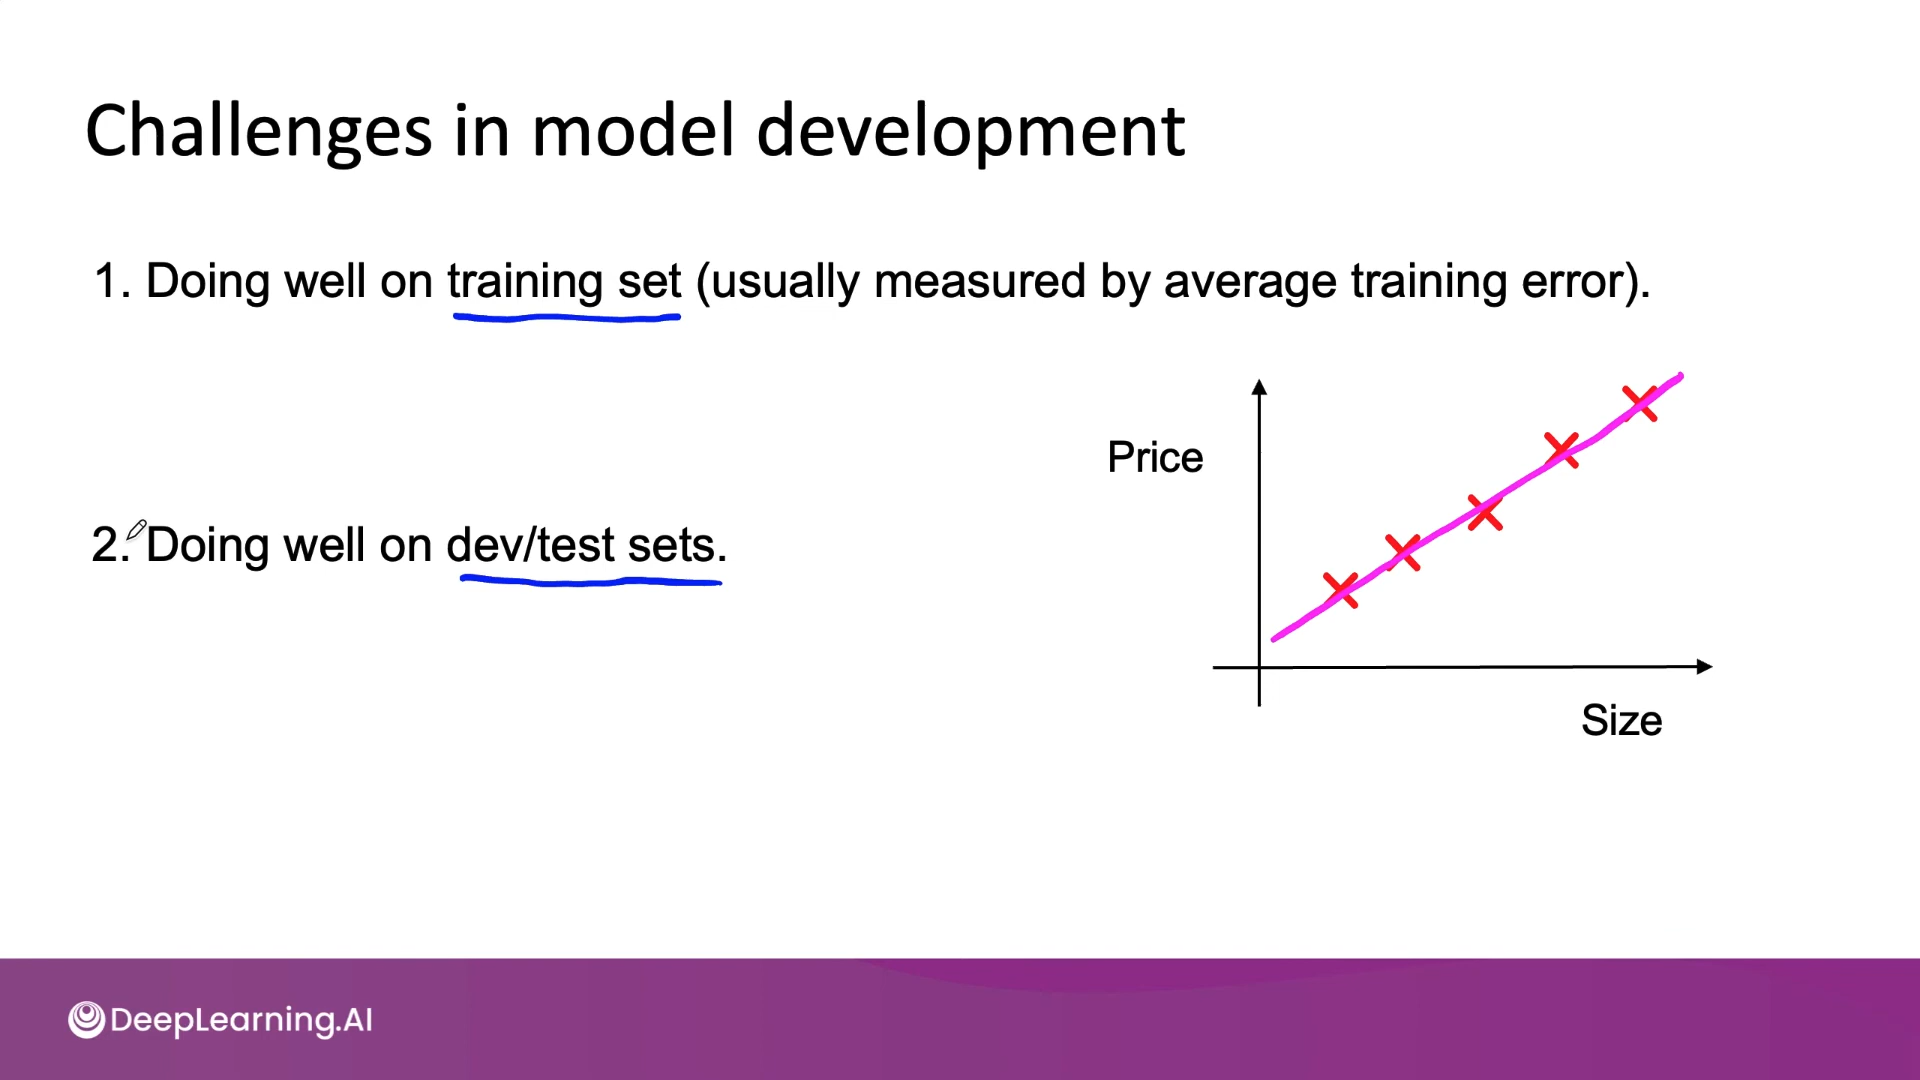 Challenges in model development
1. Doing well on training set (usually measured by average training error).
Price
2. Doing well on dev/test sets.
Size
DeepLearning.AI